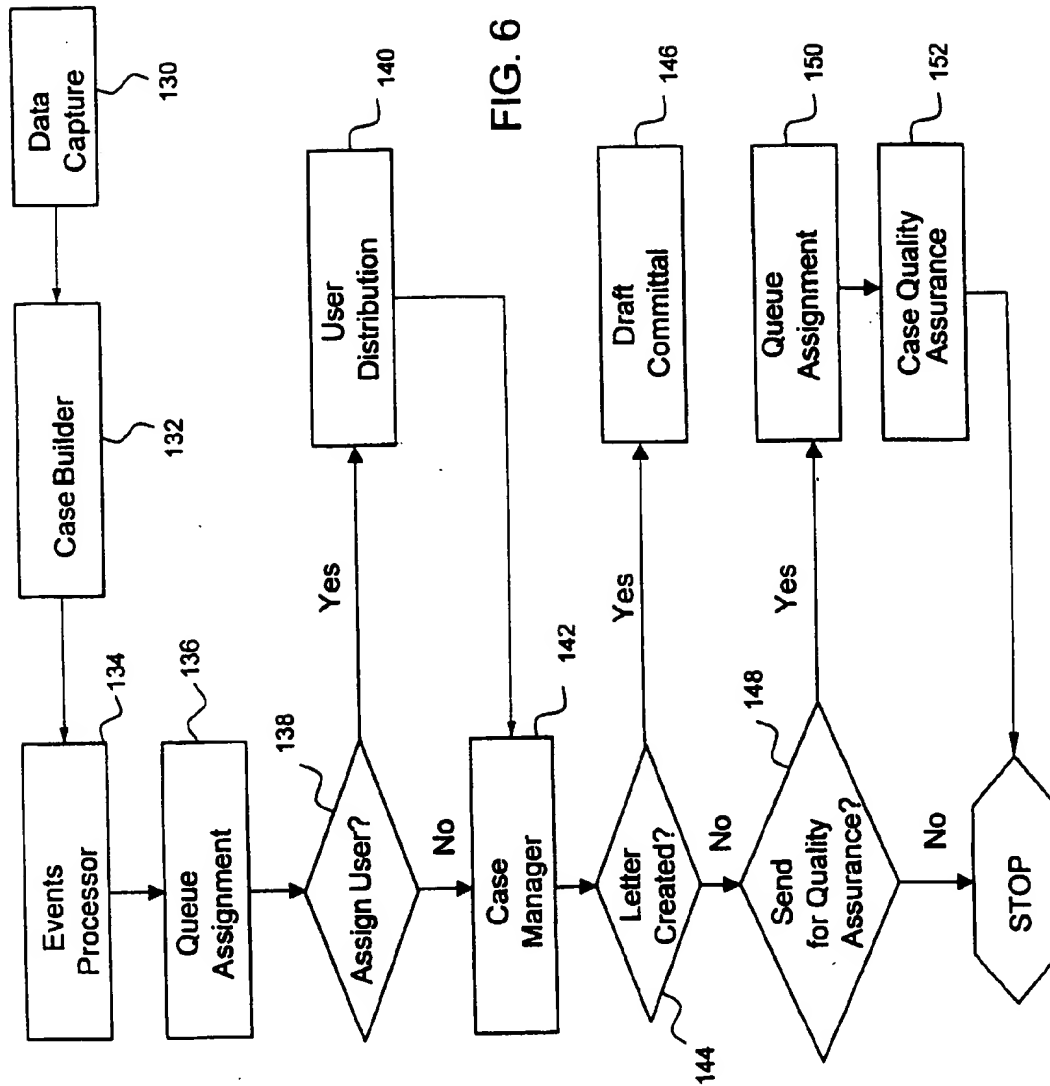 Data
Capture
130
Case Builder
132
Events
Processor
134
Queue
Assignment
136
Assign User?
138
Yes
User
Distribution
140
No
Case
Manager
142
FIG. 6
Letter
Created?
144
Yes
Draft
Committal
146
No
Send
for Quality
Assurance?
148
Yes
Queue
Assignment
150
Case Quality
Assurance
152
No
STOP